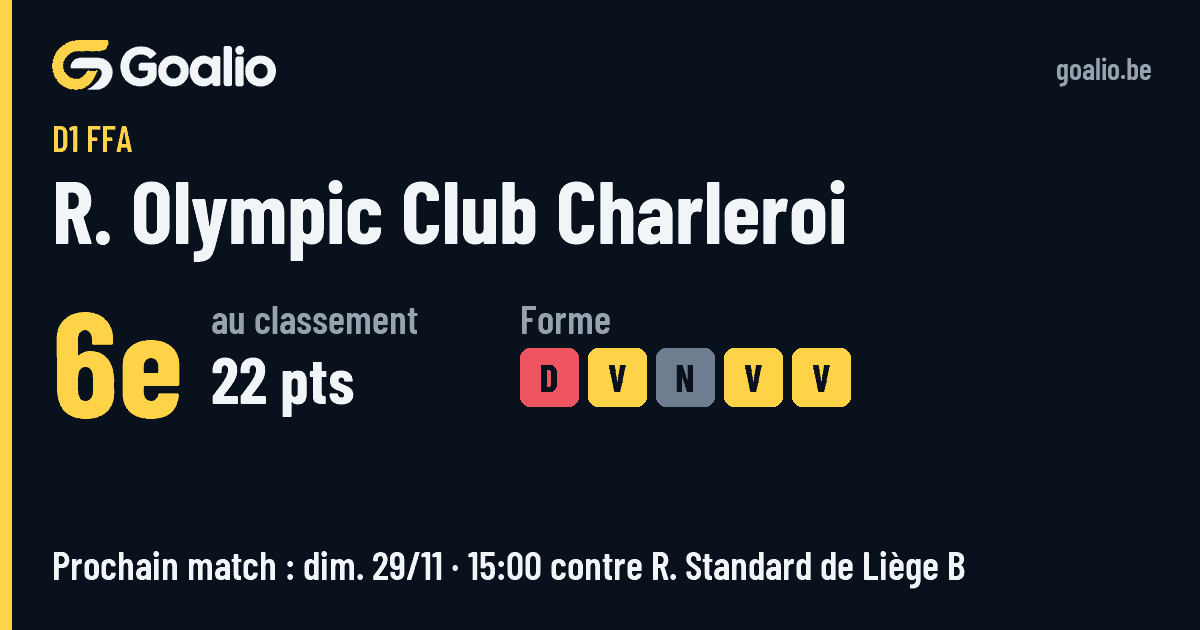 Goalio
goalio.be
D1 FFA
R. Olympic Club Charleroi
6e
au classement
22 pts
Forme
D V N V V
Prochain match : dim. 29/11 · 15:00 contre R. Standard de Liège B